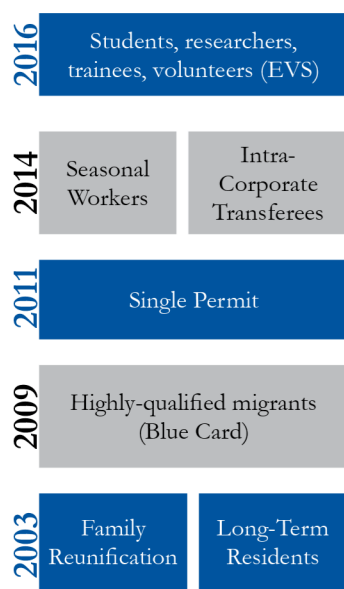 2016
Students, researchers,
trainees, volunteers (EVS)
2014
Seasonal
Workers
Intra-
Corporate
Transferees
2011
Single Permit
2009
Highly-qualified migrants
(Blue Card)
2003
Family
Reunification
Long-Term
Residents